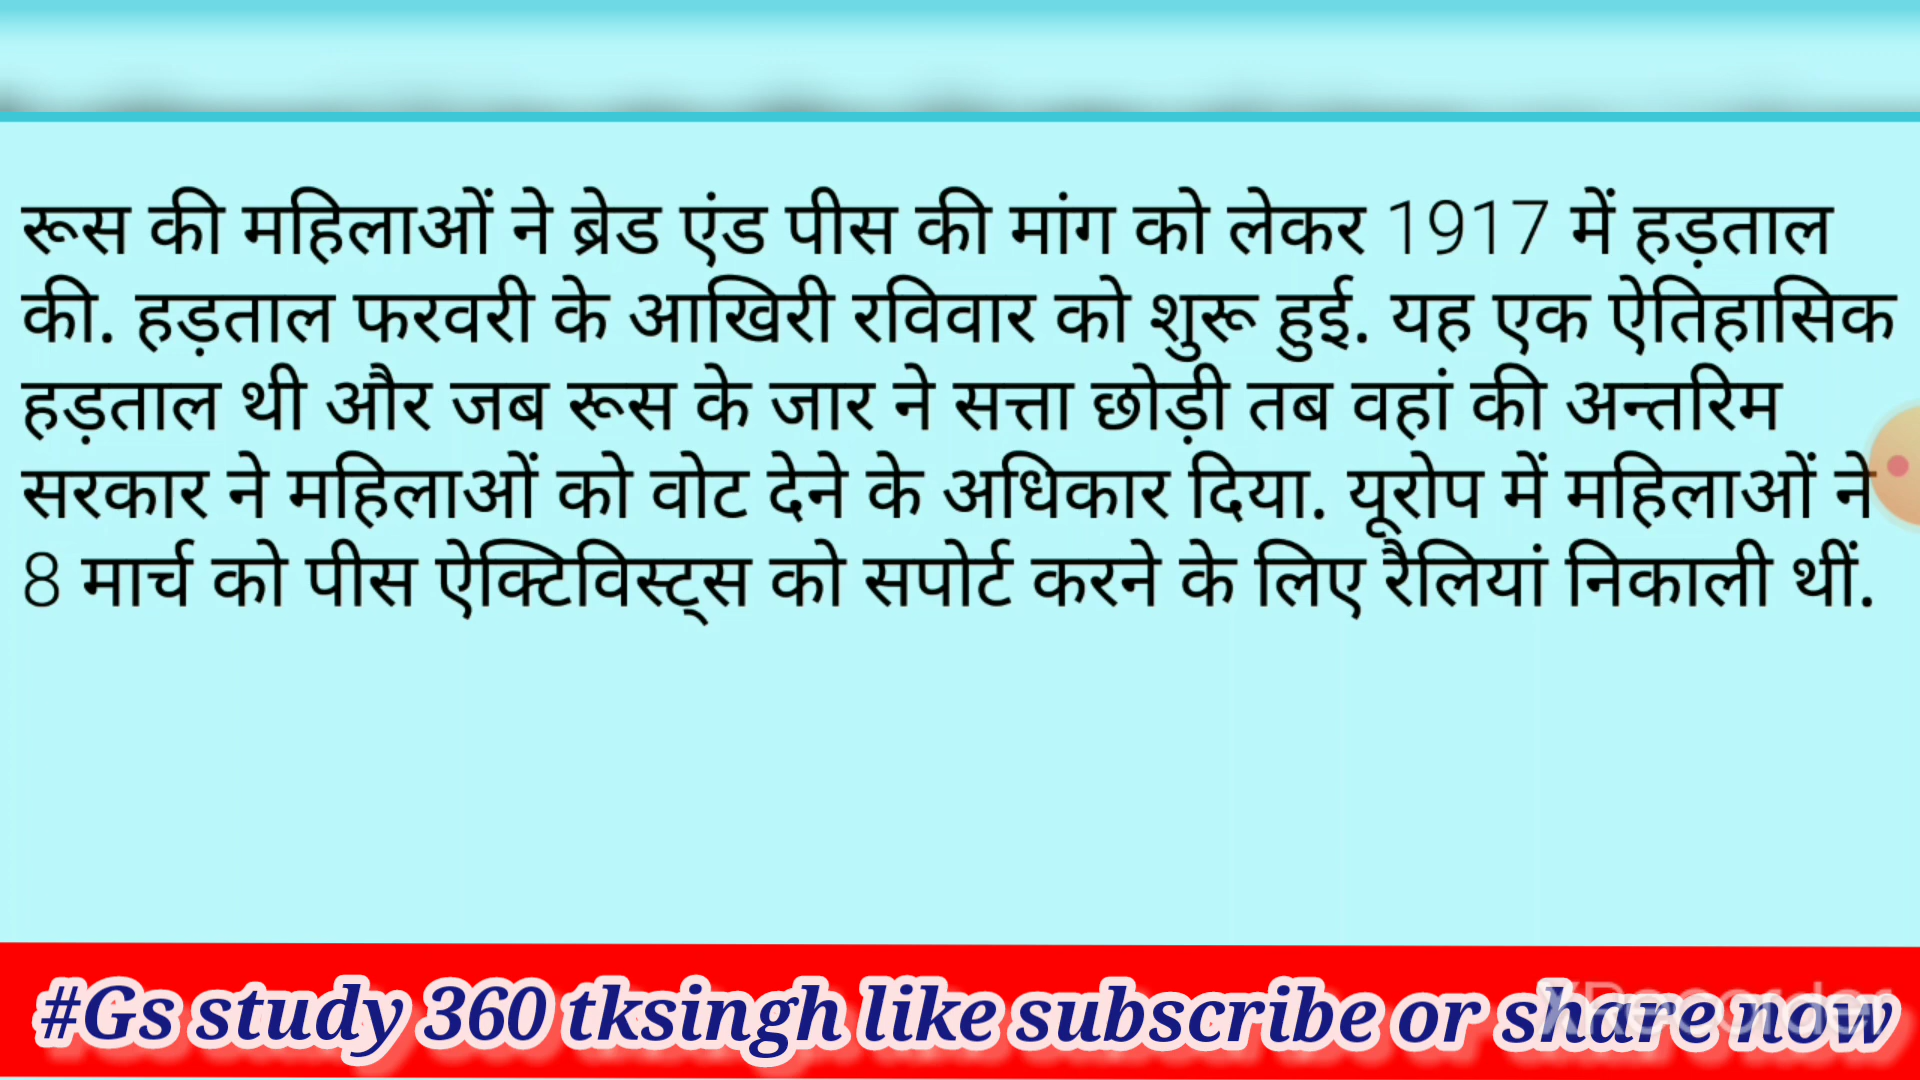 रूस की महिलाओं ने ब्रेड एंड पीस की मांग को लेकर 1917 में हड़ताल
की. हड़ताल फरवरी के आखिरी रविवार को शुरू हुई. यह एक ऐतिहासिक
हड़ताल थी और जब रूस के जार ने सत्ता छोड़ी तब वहां की अन्तरिम
सरकार ने महिलाओं को वोट देने के अधिकार दिया. यूरोप में महिलाओं ने
8 मार्च को पीस ऐक्टिविस्ट्स को सपोर्ट करने के लिए रैलियां निकाली थीं.
#Gs study 360 tksingh like subscribe or share now
XRecorder